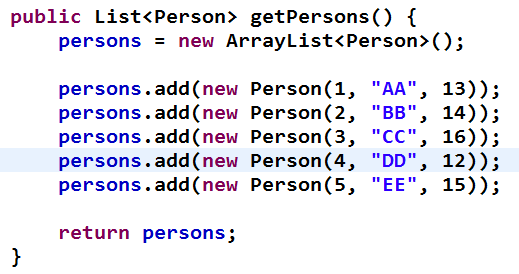 public List<Person> getPersons() {
    persons = new ArrayList<Person>();

    persons.add(new Person(1, "AA", 13));
    persons.add(new Person(2, "BB", 14));
    persons.add(new Person(3, "CC", 16));
    persons.add(new Person(4, "DD", 12));
    persons.add(new Person(5, "EE", 15));

    return persons;
}